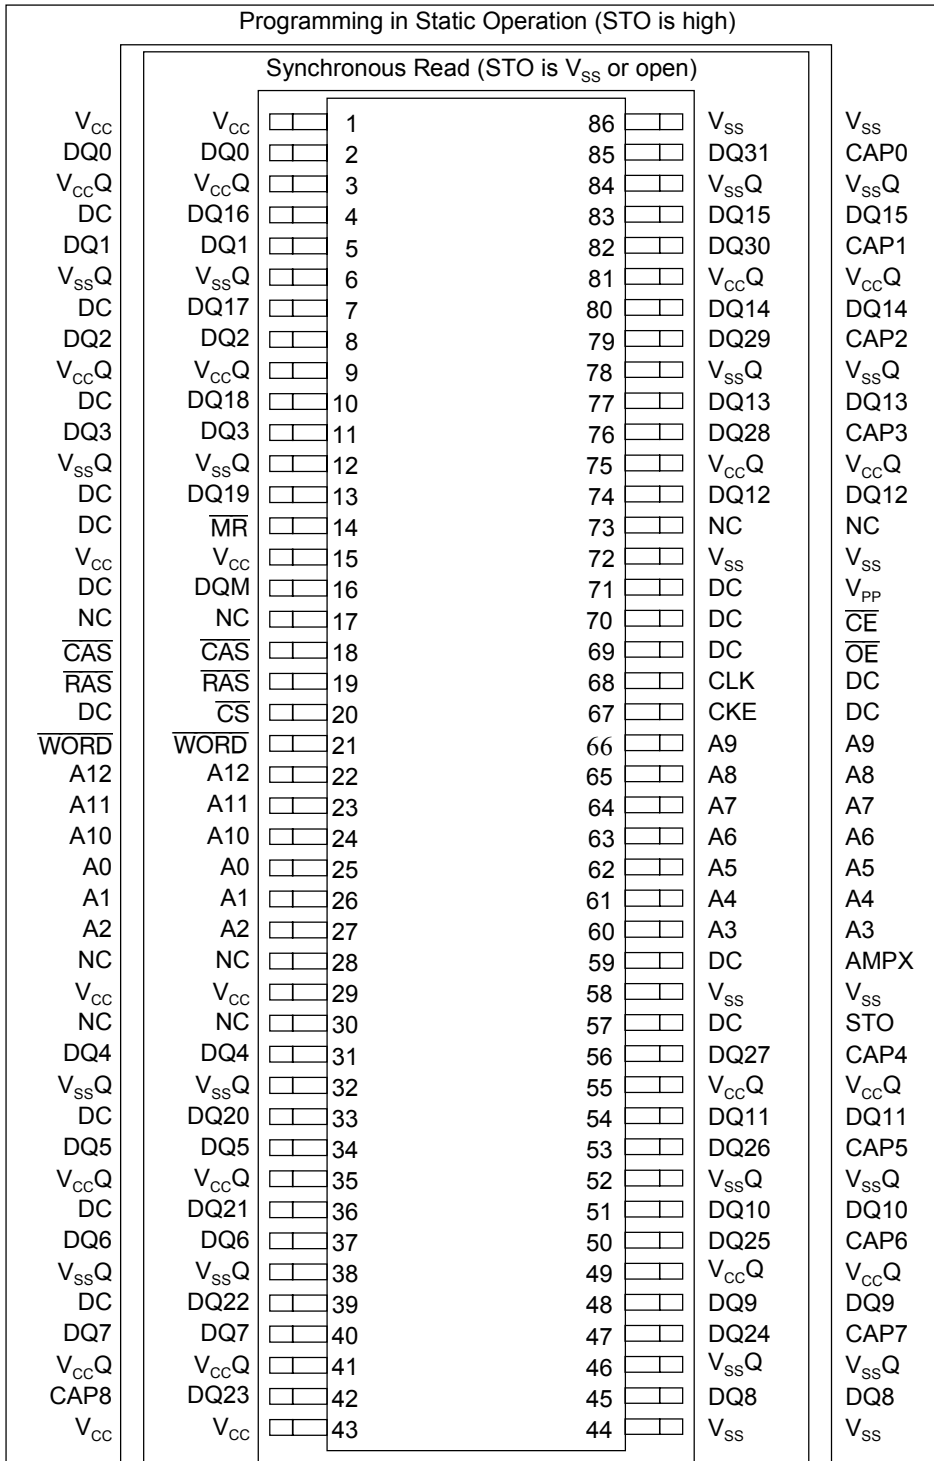 Programming in Static Operation (STO is high)
Synchronous Read (STO is VSS or open)
VCC VCC 1 86 VSS VSS
DQ0 DQ0 2 85 DQ31 CAP0
VCCQ VCCQ 3 84 VSSQ VSSQ
DC DQ16 4 83 DQ15 DQ15
DQ1 DQ1 5 82 DQ30 CAP1
VSSQ VSSQ 6 81 VCCQ VCCQ
DC DQ17 7 80 DQ14 DQ14
DQ2 DQ2 8 79 DQ29 CAP2
VCCQ VCCQ 9 78 VSSQ VSSQ
DC DQ18 10 77 DQ13 DQ13
DQ3 DQ3 11 76 DQ28 CAP3
VSSQ VSSQ 12 75 VCCQ VCCQ
DC DQ19 13 74 DQ12 DQ12
DC M̅R̅ 14 73 NC NC
VCC VCC 15 72 VSS VSS
DC DQM 16 71 DC VPP
NC NC 17 70 DC C̅E̅
C̅A̅S̅ C̅A̅S̅ 18 69 DC O̅E̅
R̅A̅S̅ R̅A̅S̅ 19 68 CLK DC
DC C̅S̅ 20 67 CKE DC
W̅O̅R̅D̅ W̅O̅R̅D̅ 21 66 A9 A9
A12 A12 22 65 A8 A8
A11 A11 23 64 A7 A7
A10 A10 24 63 A6 A6
A0 A0 25 62 A5 A5
A1 A1 26 61 A4 A4
A2 A2 27 60 A3 A3
NC NC 28 59 DC AMPX
VCC VCC 29 58 VSS VSS
NC NC 30 57 DC STO
DQ4 DQ4 31 56 DQ27 CAP4
VSSQ VSSQ 32 55 VCCQ VCCQ
DC DQ20 33 54 DQ11 DQ11
DQ5 DQ5 34 53 DQ26 CAP5
VCCQ VCCQ 35 52 VSSQ VSSQ
DC DQ21 36 51 DQ10 DQ10
DQ6 DQ6 37 50 DQ25 CAP6
VSSQ VSSQ 38 49 VCCQ VCCQ
DC DQ22 39 48 DQ9 DQ9
DQ7 DQ7 40 47 DQ24 CAP7
VCCQ VCCQ 41 46 VSSQ VSSQ
CAP8 DQ23 42 45 DQ8 DQ8
VCC VCC 43 44 VSS VSS